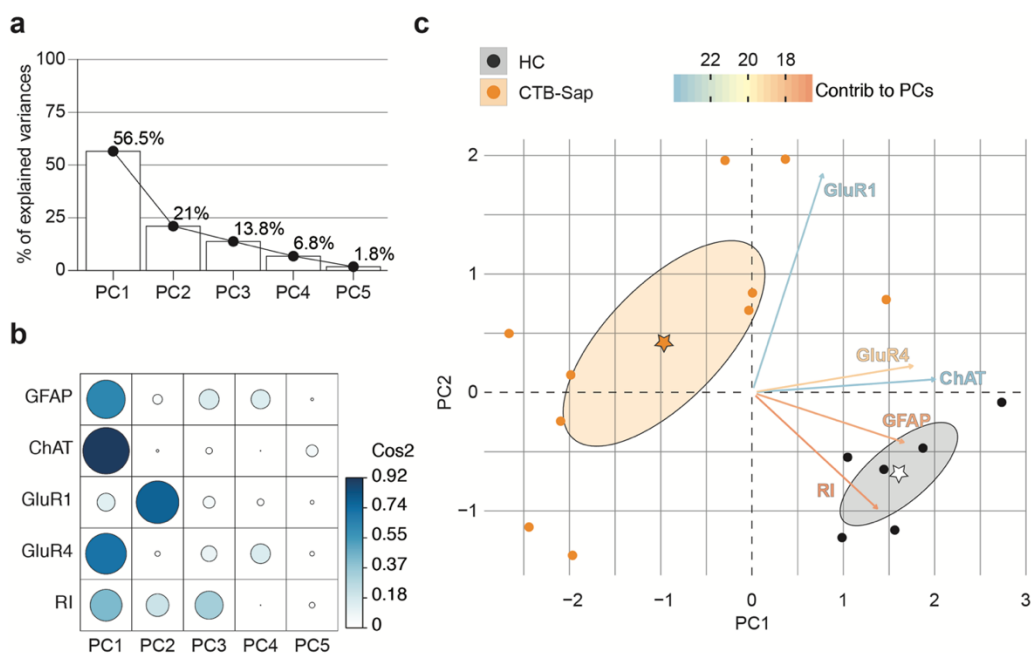 a
% of explained variances
100
75
50
25
0
56.5%
21%
13.8%
6.8%
1.8%
PC1 PC2 PC3 PC4 PC5
b
GFAP
ChAT
GluR1
GluR4
RI
PC1 PC2 PC3 PC4 PC5
Cos2
0.92
0.74
0.55
0.37
0.18
0
c
HC
CTB-Sap
22 20 18
Contrib to PCs
PC2
2
1
0
−1
GluR1
GluR4
ChAT
GFAP
RI
−2 −1 0 1 2 3
PC1